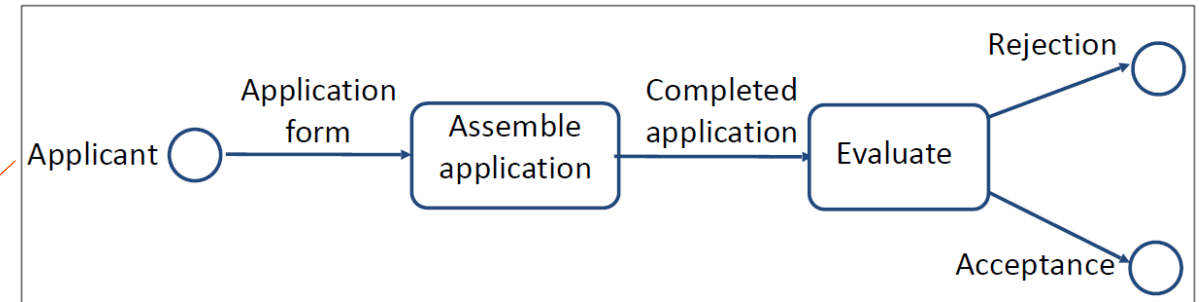 Applicant
Application
form
Assemble
application
Completed
application
Evaluate
Rejection
Acceptance